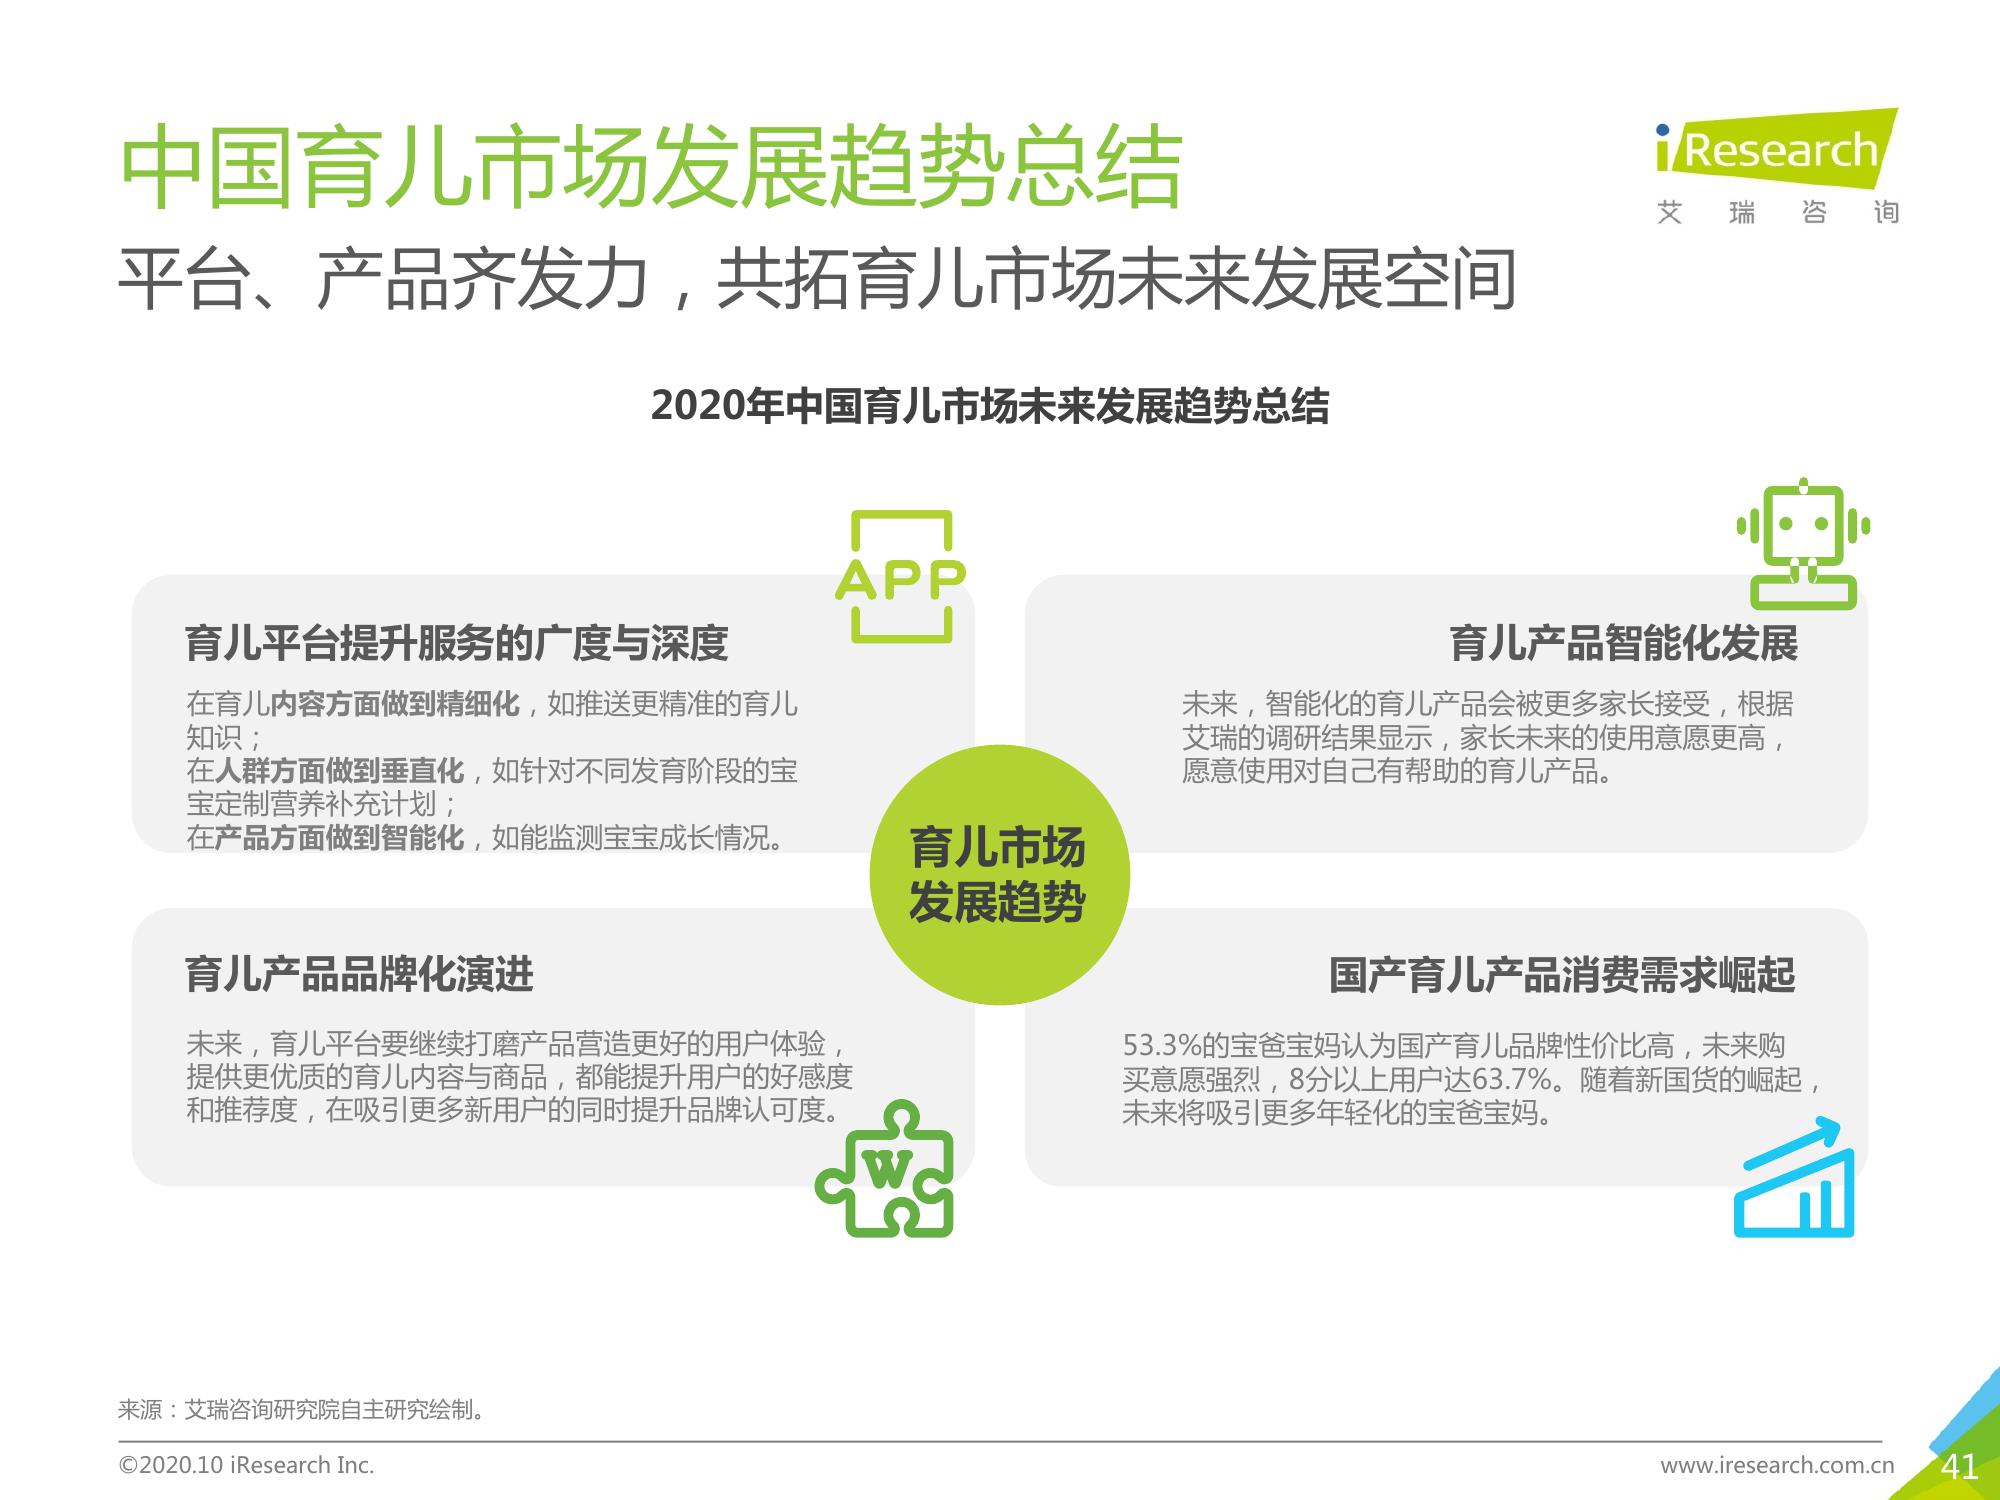 中国育儿市场发展趋势总结
iResearch
艾瑞咨询
平台、产品齐发力，共拓育儿市场未来发展空间
2020年中国育儿市场未来发展趋势总结
APP
育儿平台提升服务的广度与深度
在育儿内容方面做到精细化，如推送更精准的育儿
知识；
在人群方面做到垂直化，如针对不同发育阶段的宝
宝定制营养补充计划；
在产品方面做到智能化，如能监测宝宝成长情况。
育儿产品智能化发展
未来，智能化的育儿产品会被更多家长接受，根据
艾瑞的调研结果显示，家长未来的使用意愿更高，
愿意使用对自己有帮助的育儿产品。
育儿市场
发展趋势
育儿产品品牌化演进
未来，育儿平台要继续打磨产品营造更好的用户体验，
提供更优质的育儿内容与商品，都能提升用户的好感度
和推荐度，在吸引更多新用户的同时提升品牌认可度。
W
国产育儿产品消费需求崛起
53.3%的宝爸宝妈认为国产育儿品牌性价比高，未来购
买意愿强烈，8分以上用户达63.7%。随着新国货的崛起，
未来将吸引更多年轻化的宝爸宝妈。
来源：艾瑞咨询研究院自主研究绘制。
©2020.10 iResearch Inc.
www.iresearch.com.cn
41